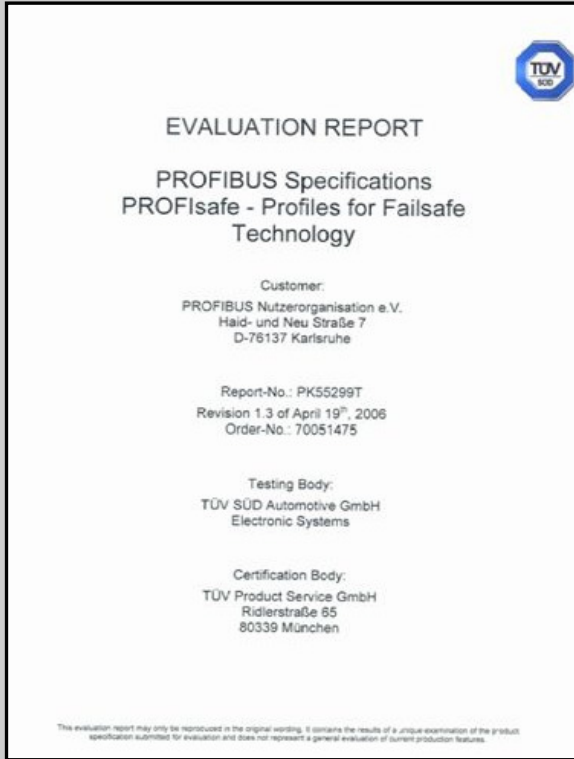 TÜV
SÜD
EVALUATION REPORT
PROFIBUS Specifications
PROFIsafe - Profiles for Failsafe
Technology
Customer:
PROFIBUS Nutzerorganisation e.V.
Haid- und Neu Straße 7
D-76137 Karlsruhe
Report-No.: PK55299T
Revision 1.3 of April 19th, 2006
Order-No.: 70051475
Testing Body:
TÜV SÜD Automotive GmbH
Electronic Systems
Certification Body:
TÜV Product Service GmbH
Ridlerstraße 65
80339 München
This evaluation report may only be reproduced in the original wording. It contains the results of a unique examination of the product
specification submitted for evaluation and does not represent a general evaluation of current production features.